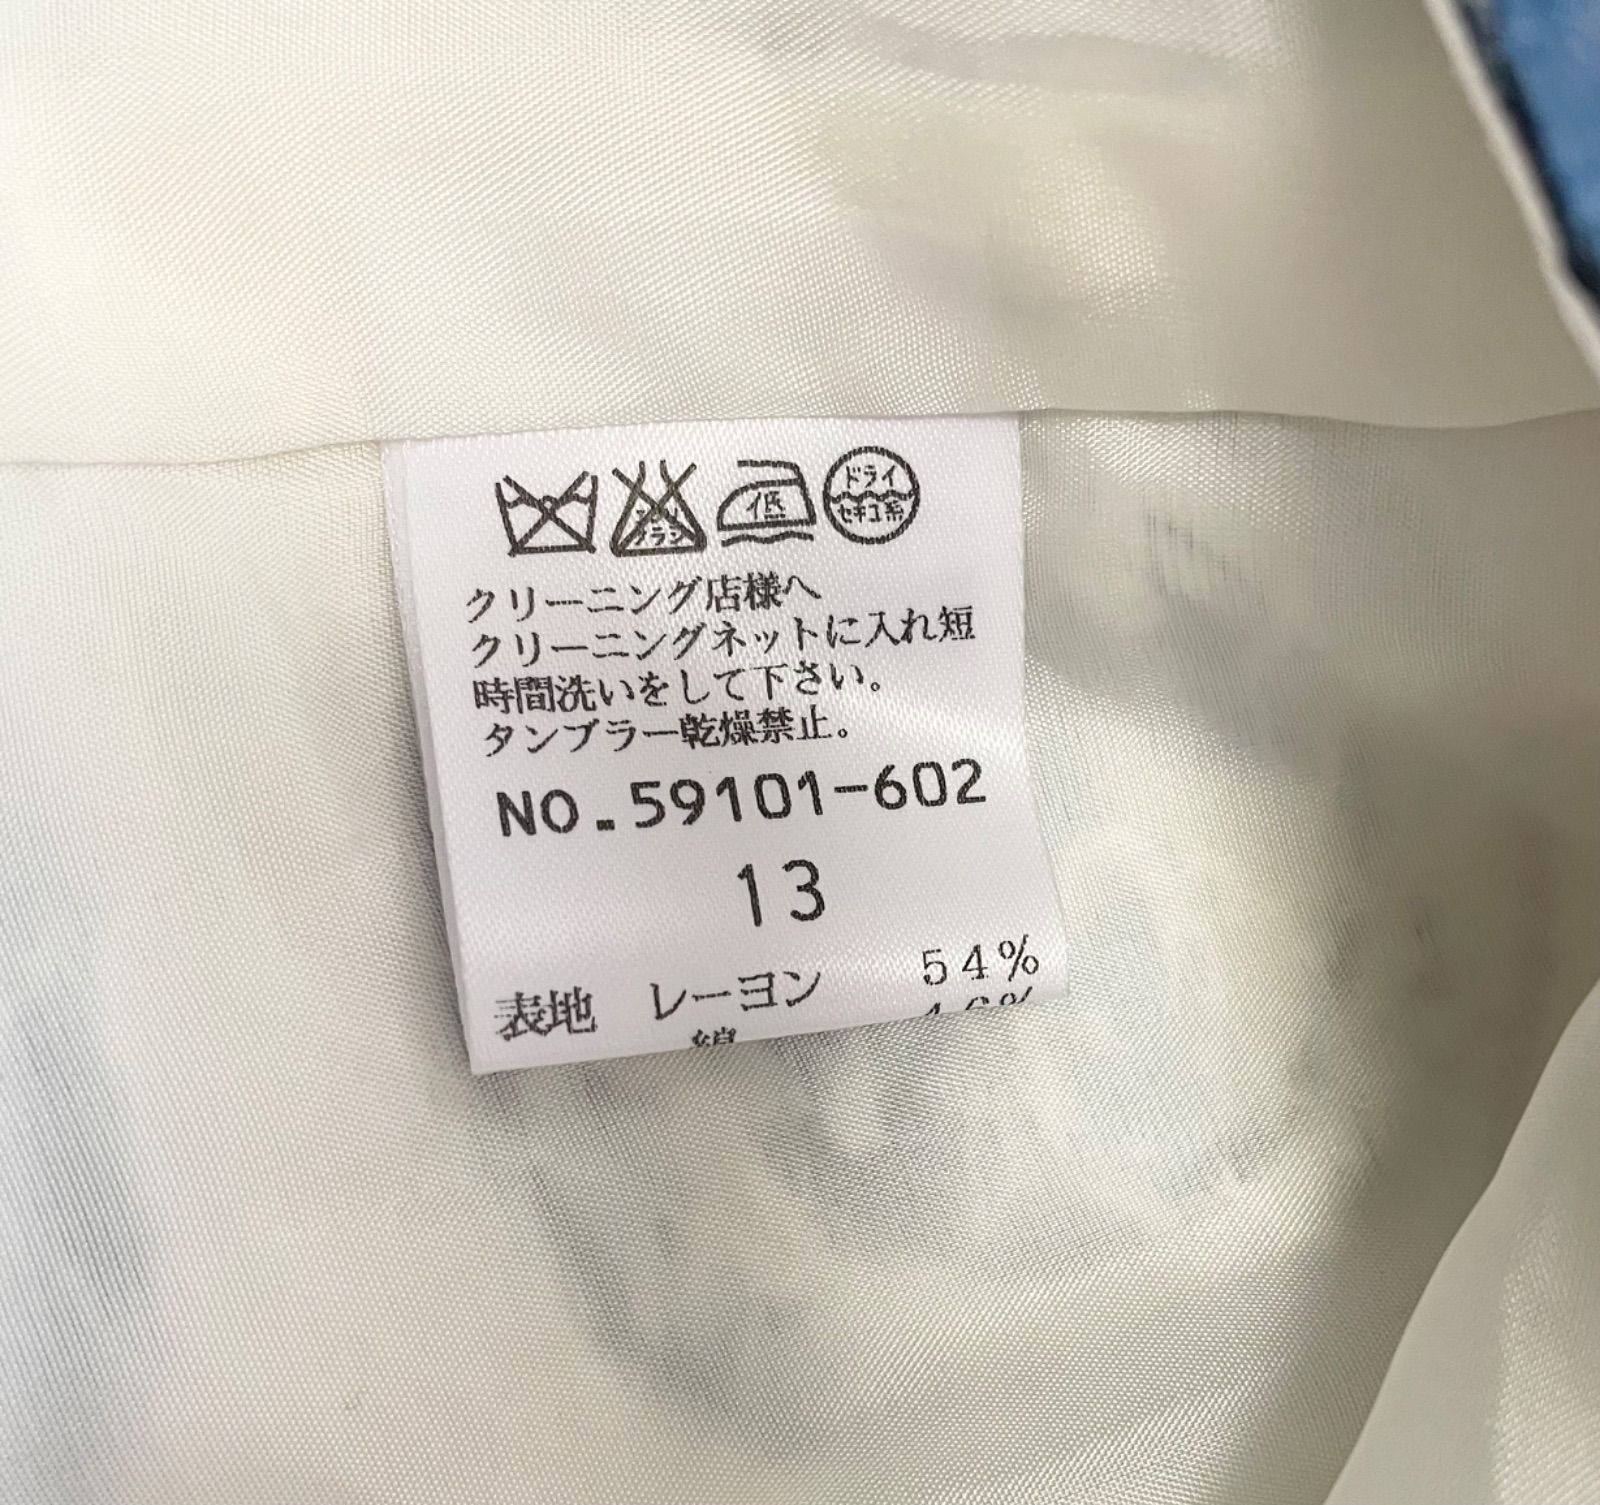 低
ドライ
セキユ系
クリーニング店様へ
クリーニングネットに入れ短
時間洗いをして下さい。
タンブラー乾燥禁止。
NO.59101-602
13
表地 レーヨン 54%